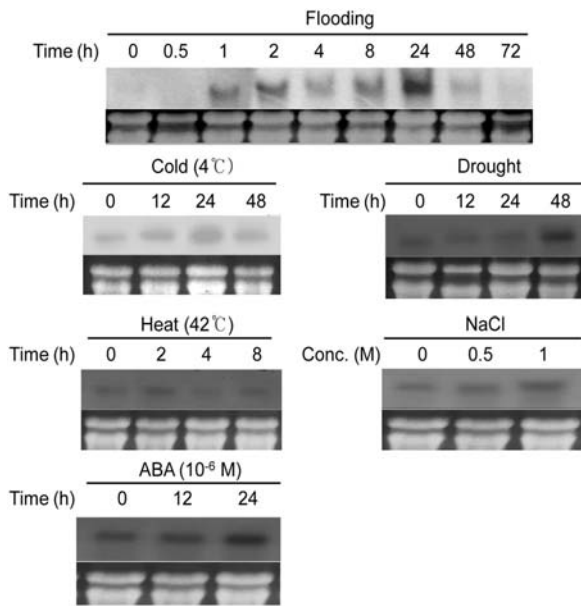 Flooding
Time (h) 0 0.5 1 2 4 8 24 48 72
Cold (4℃)
Time (h) 0 12 24 48
Drought
Time (h) 0 12 24 48
Heat (42℃)
Time (h) 0 2 4 8
NaCl
Conc. (M) 0 0.5 1
ABA (10⁻⁶ M)
Time (h) 0 12 24